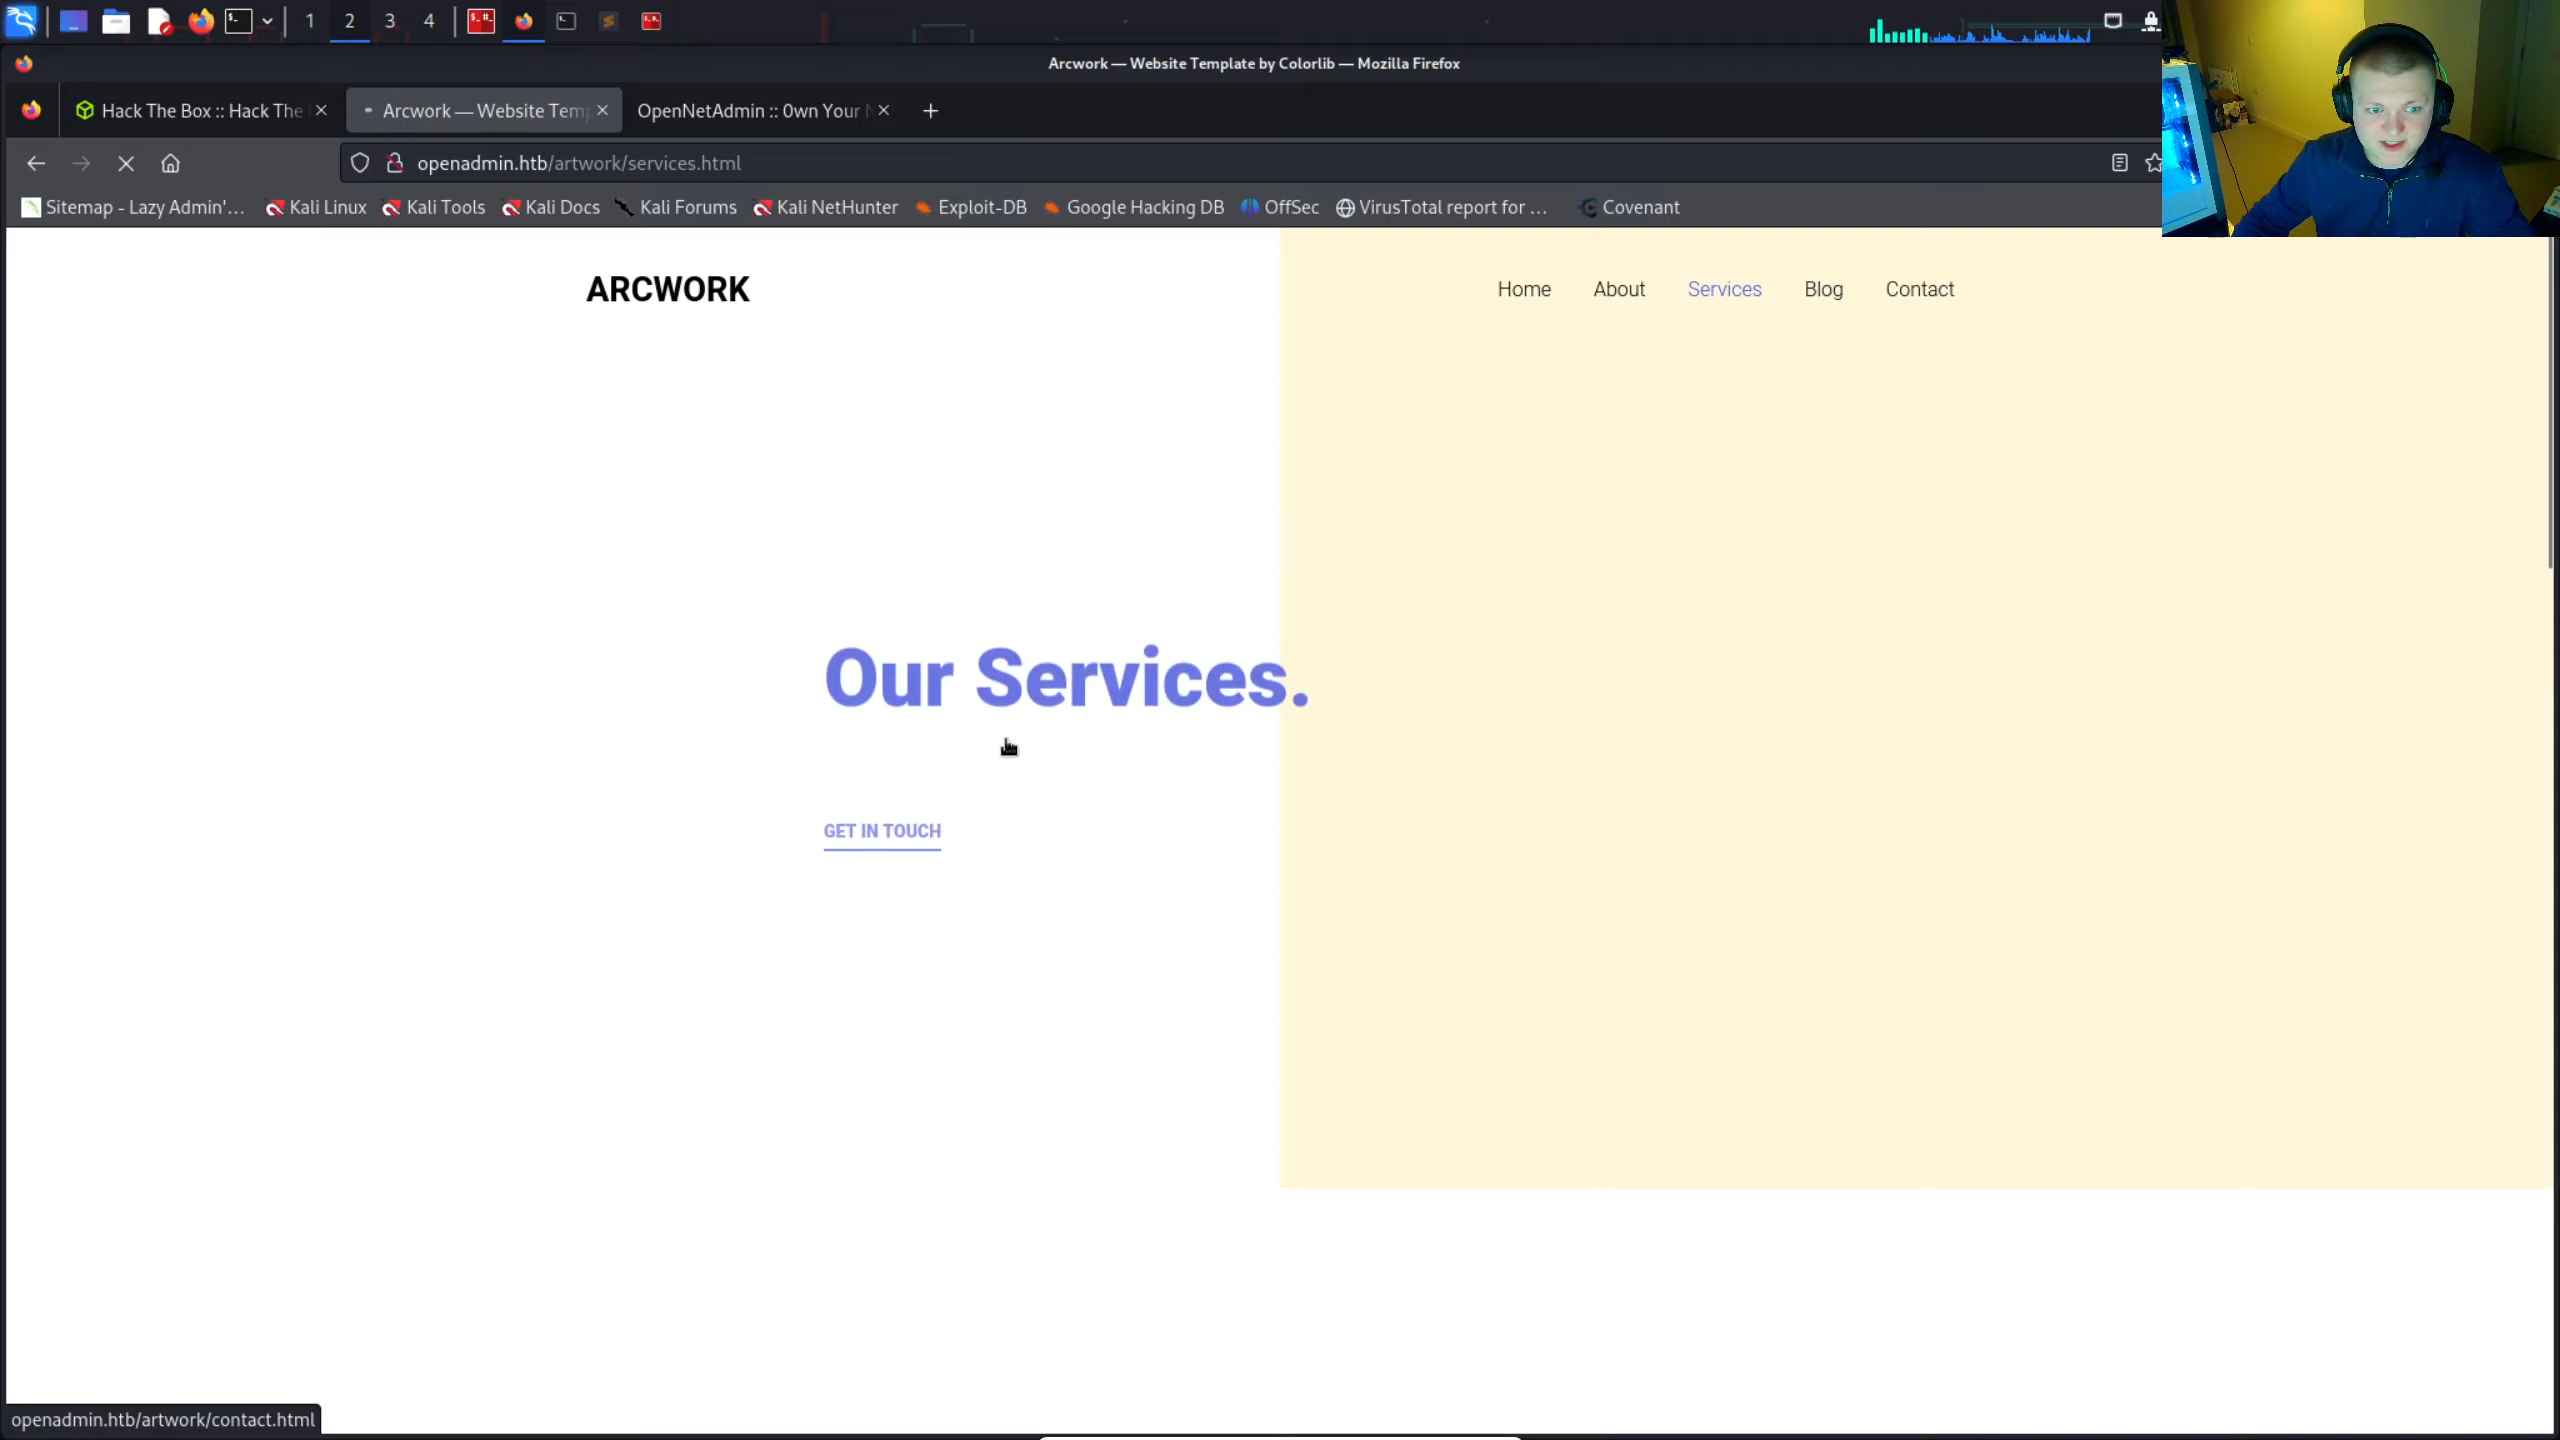 1 2 3 4
Arcwork — Website Template by Colorlib — Mozilla Firefox
Hack The Box :: Hack The
Arcwork — Website Temp
OpenNetAdmin :: 0wn Your N
openadmin.htb/artwork/services.html
Sitemap - Lazy Admin'... Kali Linux Kali Tools Kali Docs Kali Forums Kali NetHunter Exploit-DB Google Hacking DB OffSec VirusTotal report for ... Covenant
ARCWORK
Home About Services Blog Contact
Our Services.
GET IN TOUCH
openadmin.htb/artwork/contact.html